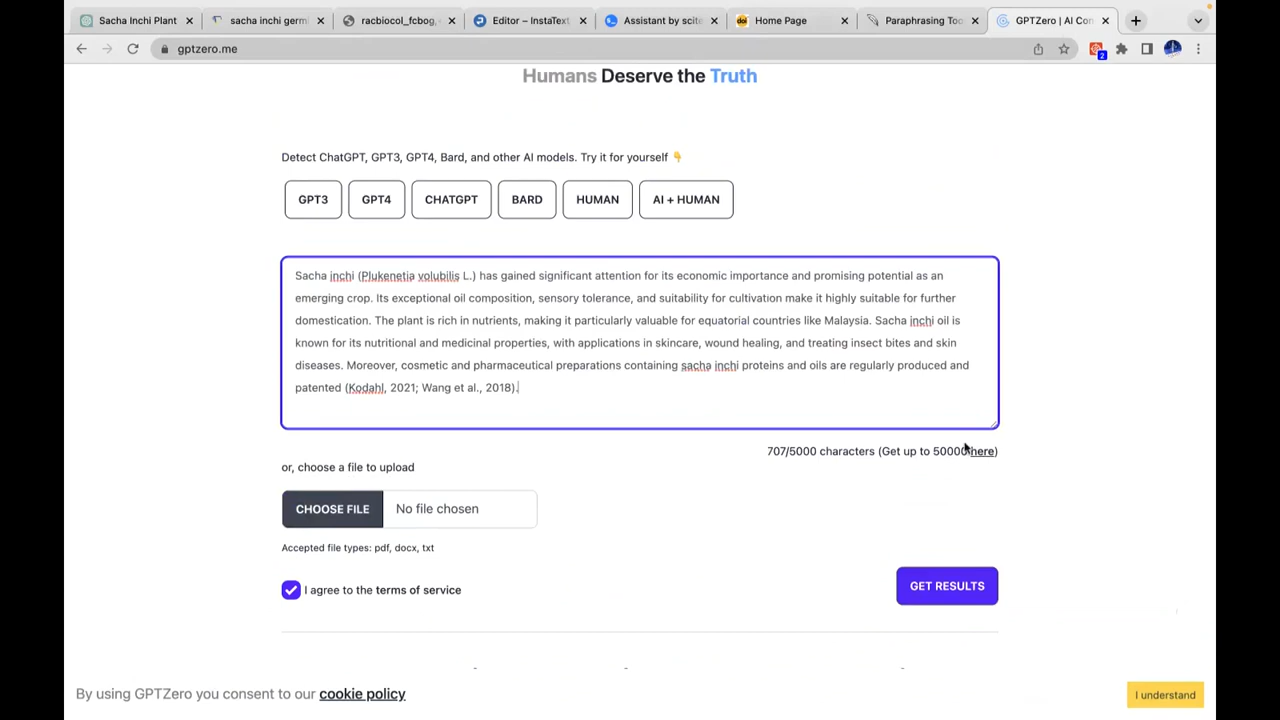 Sacha Inchi Plant
sacha inchi germi
racbiocol_fcbog,
Editor – InstaText
Assistant by scite
Home Page
Paraphrasing Too
GPTZero | AI Con
gptzero.me
2
Humans Deserve the Truth
Detect ChatGPT, GPT3, GPT4, Bard, and other AI models. Try it for yourself 👇
GPT3
GPT4
CHATGPT
BARD
HUMAN
AI + HUMAN
Sacha inchi (Plukenetia volubilis L.) has gained significant attention for its economic importance and promising potential as an
emerging crop. Its exceptional oil composition, sensory tolerance, and suitability for cultivation make it highly suitable for further
domestication. The plant is rich in nutrients, making it particularly valuable for equatorial countries like Malaysia. Sacha inchi oil is
known for its nutritional and medicinal properties, with applications in skincare, wound healing, and treating insect bites and skin
diseases. Moreover, cosmetic and pharmaceutical preparations containing sacha inchi proteins and oils are regularly produced and
patented (Kodahl, 2021; Wang et al., 2018).
707/5000 characters (Get up to 50000 here)
or, choose a file to upload
CHOOSE FILE
No file chosen
Accepted file types: pdf, docx, txt
I agree to the terms of service
GET RESULTS
By using GPTZero you consent to our cookie policy
I understand